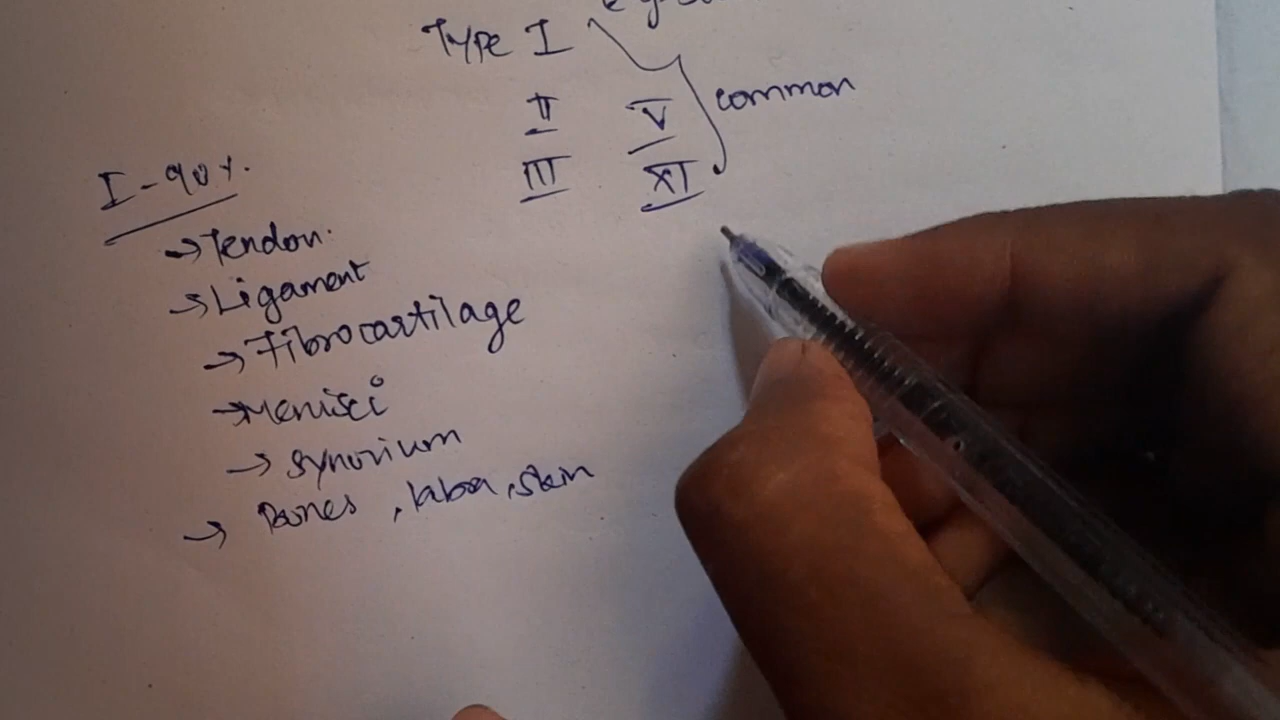 Type I
II V
common
III XI
I - 90%.
→ Tendon.
→ Ligament
→ Fibrocartilage
→ Menisci
→ synovium
→ Bones , labra , skin